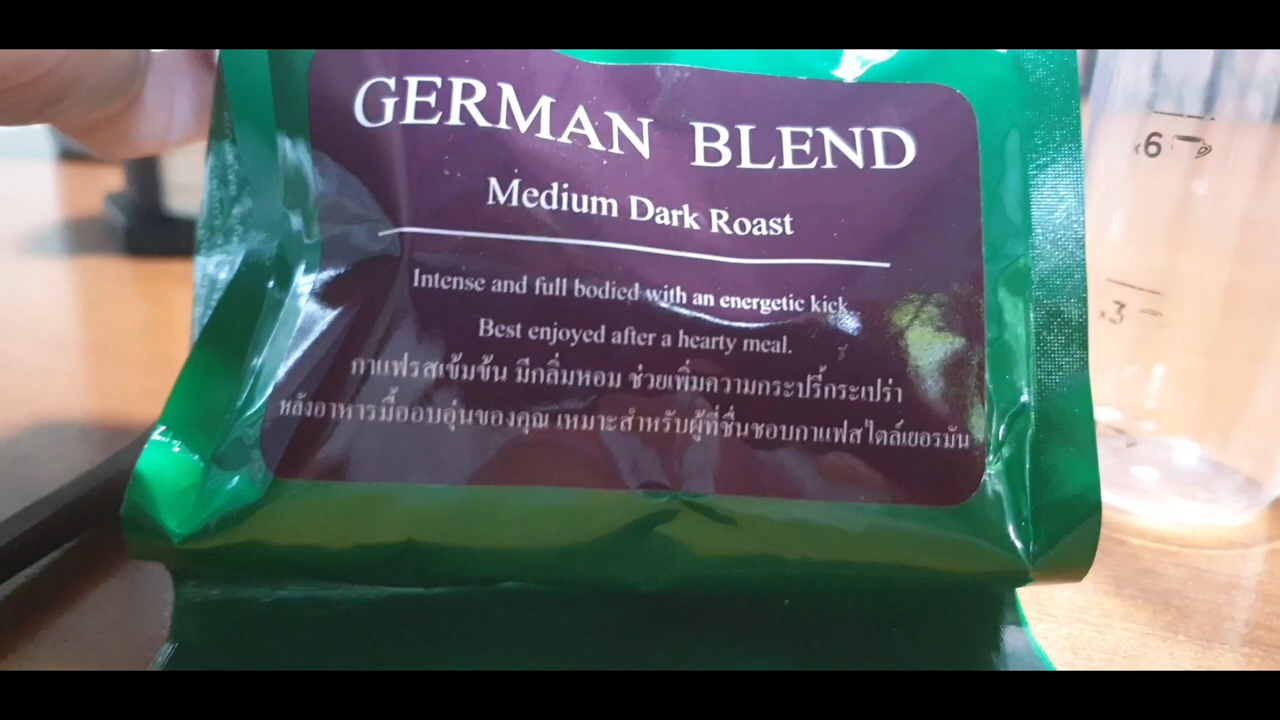 GERMAN BLEND
Medium Dark Roast
Intense and full bodied with an energetic kick.
Best enjoyed after a hearty meal.
กาแฟรสเข้มข้น มีกลิ่มหอม ช่วยเพิ่มความกระปรี้กระเปร่า
หลังอาหารมื้ออบอุ่นของคุณ เหมาะสำหรับผู้ที่ชื่นชอบกาแฟสไตล์เยอรมัน
x6
x3